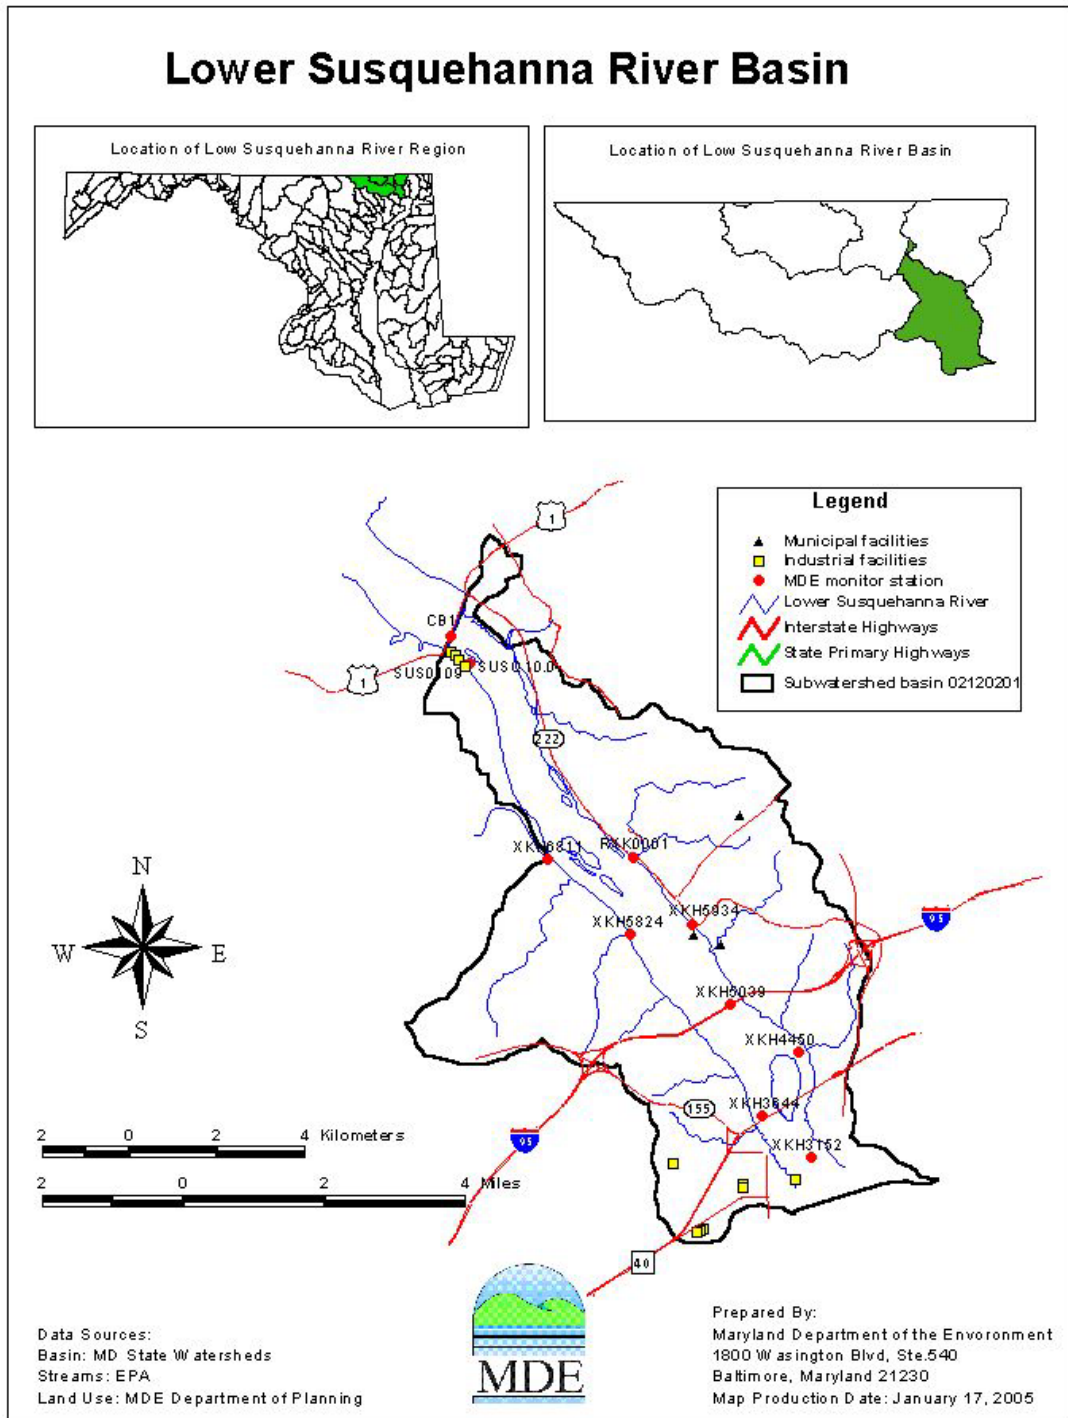 Lower Susquehanna River Basin
Location of Low Susquehanna River Region
Location of Low Susquehanna River Basin
Legend
Municipal facilities
Industrial facilities
MDE monitor station
Lower Susquehanna River
Interstate Highways
State Primary Highways
Subwatershed basin 02120201
1
CB1
SUS0109
SUSQ10.0
1
222
XKH6811
RXK0001
XKH5934
XKH5824
95
N
W E
S
XKH5039
XKH4450
155
XKH3644
95
XKH3152
2 0 2 4 Kilometers
2 0 2 4 Miles
40
MDE
Data Sources:
Basin: MD State Watersheds
Streams: EPA
Land Use: MDE Department of Planning
Prepared By:
Maryland Department of the Envoronment
1800 Wasington Blvd, Ste.540
Baltimore, Maryland 21230
Map Production Date: January 17, 2005